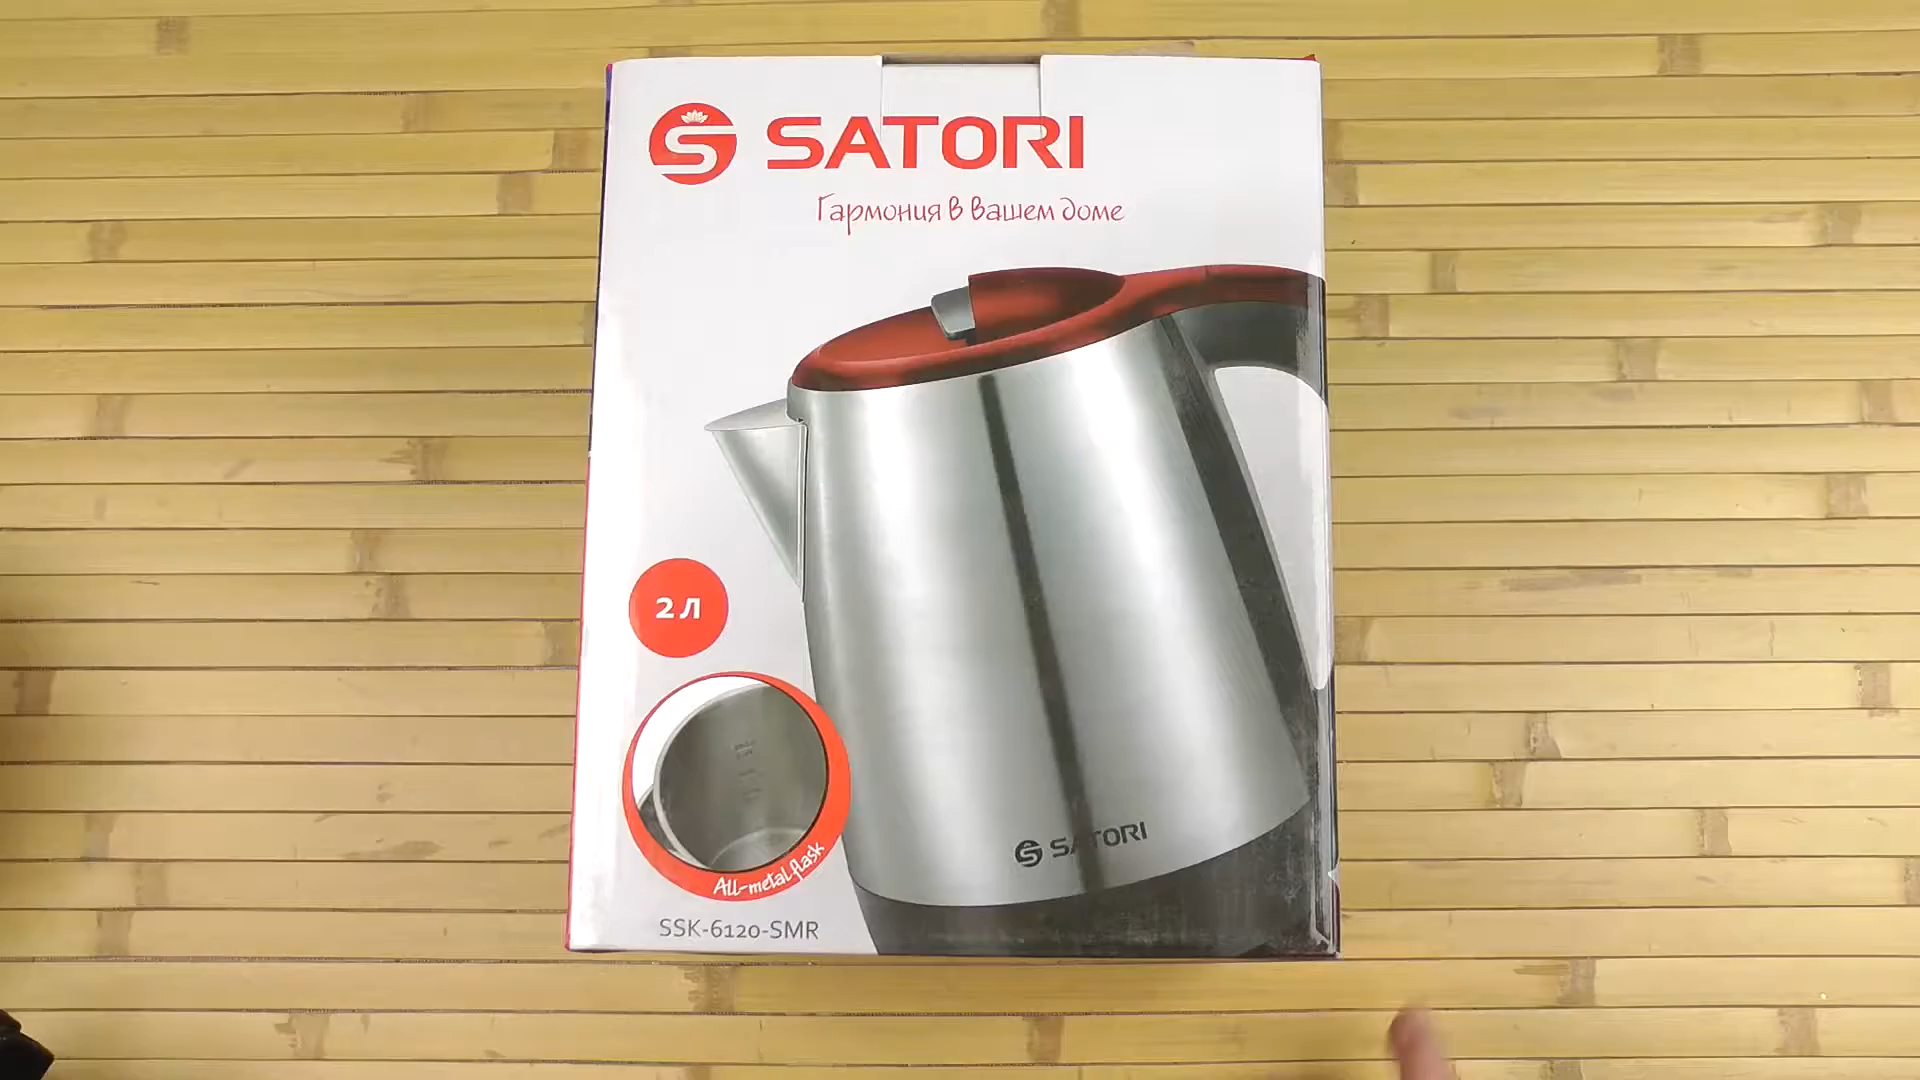 SATORI
Гармония в вашем доме
2 л
All-metal flask
SATORI
SSK-6120-SMR